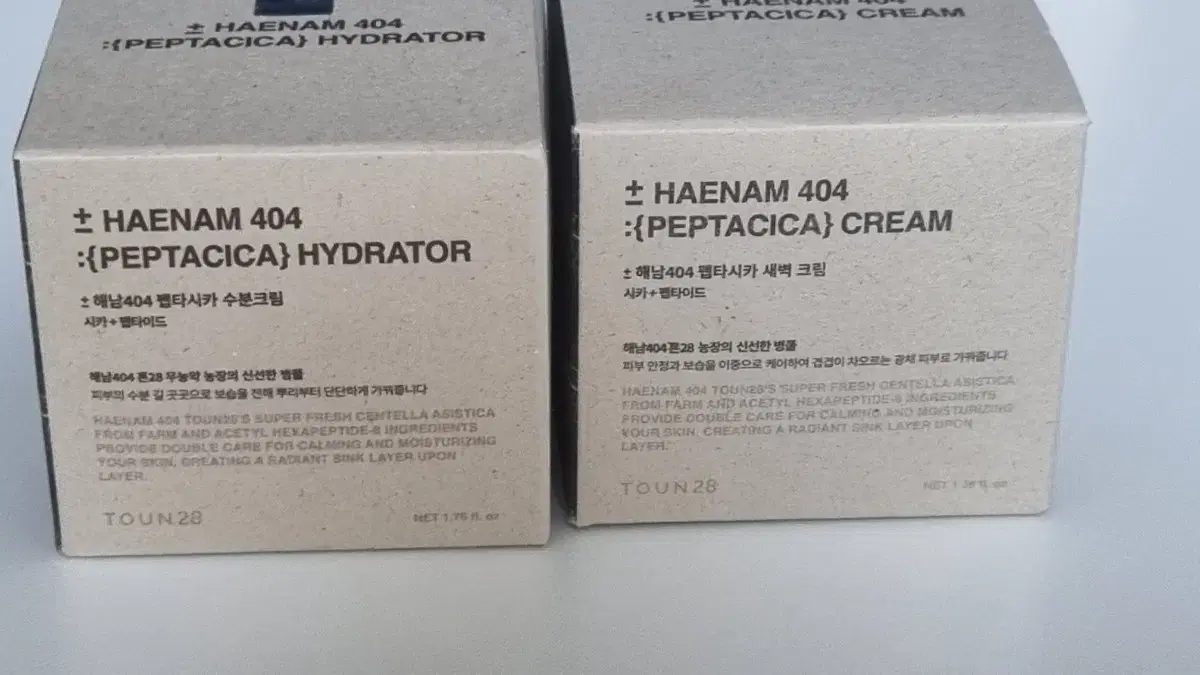 ± HAENAM 404
:{PEPTACICA} HYDRATOR
± HAENAM 404
:{PEPTACICA} HYDRATOR
± 해남404 펩타시카 수분크림
시카+펩타이드
해남404 톤28 무농약 농장의 신선한 병풀
피부의 수분 길 곳곳으로 보습을 전해 뿌리부터 단단하게 가꿔줍니다
HAENAM 404 TOUN28'S SUPER FRESH CENTELLA ASISTICA
FROM FARM AND ACETYL HEXAPEPTIDE-8 INGREDIENTS
PROVIDE DOUBLE CARE FOR CALMING AND MOISTURIZING
YOUR SKIN, CREATING A RADIANT SINK LAYER UPON
LAYER.
TOUN28
NET 1.76 fl. oz
± HAENAM 404
:{PEPTACICA} CREAM
± HAENAM 404
:{PEPTACICA} CREAM
± 해남404 펩타시카 새벽 크림
시카+펩타이드
해남404톤28 농장의 신선한 병풀
피부 안정과 보습을 이중으로 케어하여 겹겹이 차오르는 광채 피부로 가꿔줍니다
HAENAM 404 TOUN28'S SUPER FRESH CENTELLA ASISTICA
FROM FARM AND ACETYL HEXAPEPTIDE-8 INGREDIENTS
PROVIDE DOUBLE CARE FOR CALMING AND MOISTURIZING
YOUR SKIN, CREATING A RADIANT SINK LAYER UPON
LAYER.
TOUN28
NET fl. oz